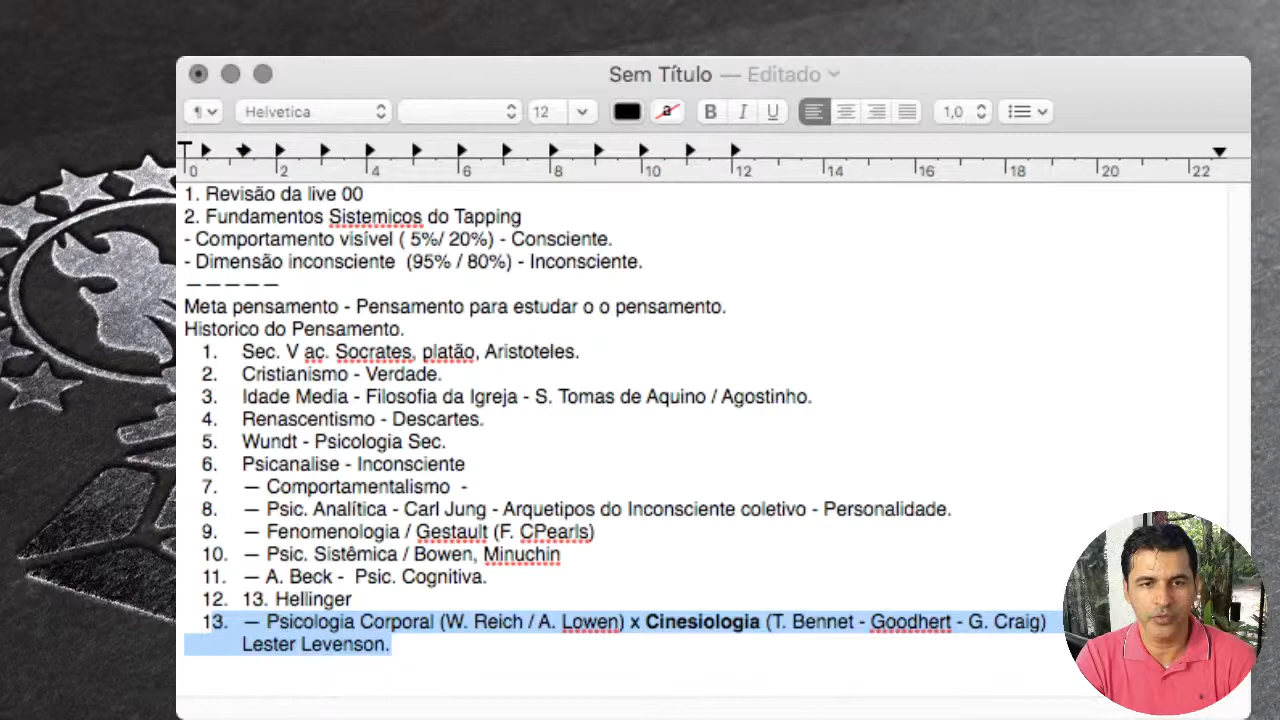 Sem Título — Editado
Helvetica 12 a B I U 1,0
0 2 4 6 8 10 12 14 16 18 20 22
1. Revisão da live 00
2. Fundamentos Sistemicos do Tapping
- Comportamento visível ( 5%/ 20%) - Consciente.
- Dimensão inconsciente  (95% / 80%) - Inconsciente.
—————
Meta pensamento - Pensamento para estudar o o pensamento.
Historico do Pensamento.
1. Sec. V ac. Socrates, platão, Aristoteles.
2. Cristianismo - Verdade.
3. Idade Media - Filosofia da Igreja - S. Tomas de Aquino / Agostinho.
4. Renascentismo - Descartes.
5. Wundt - Psicologia Sec.
6. Psicanalise - Inconsciente
7. — Comportamentalismo  -
8. — Psic. Analítica - Carl Jung - Arquetipos do Inconsciente coletivo - Personalidade.
9. — Fenomenologia / Gestault (F. CPearls)
10. — Psic. Sistêmica / Bowen, Minuchin
11. — A. Beck -  Psic. Cognitiva.
12. 13. Hellinger
13. — Psicologia Corporal (W. Reich / A. Lowen) x Cinesiologia (T. Bennet - Goodhert - G. Craig)
Lester Levenson.